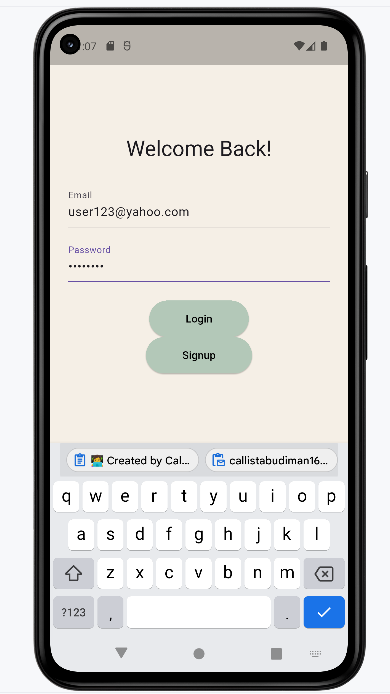 :07
Welcome Back!
Email
user123@yahoo.com
Password
••••••••
Login
Signup
Created by Cal...
callistabudiman16...
q w e r t y u i o p
a s d f g h j k l
z x c v b n m
?123 , .